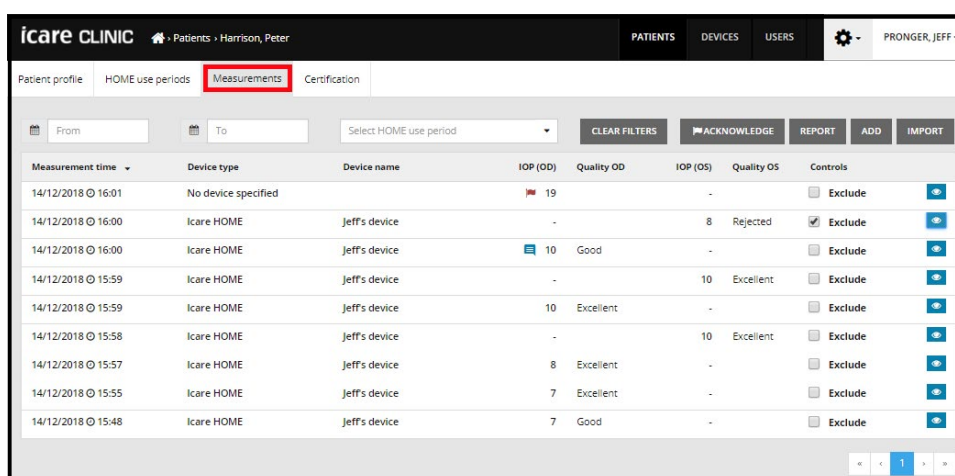 icare CLINIC › Patients › Harrison, Peter PATIENTS DEVICES USERS PRONGER, JEFF
Patient profile HOME use periods Measurements Certification
From To Select HOME use period CLEAR FILTERS ACKNOWLEDGE REPORT ADD IMPORT
Measurement time Device type Device name IOP (OD) Quality OD IOP (OS) Quality OS Controls
14/12/2018 16:01 No device specified 19 - Exclude
14/12/2018 16:00 Icare HOME Jeff's device - 8 Rejected Exclude
14/12/2018 16:00 Icare HOME Jeff's device 10 Good - Exclude
14/12/2018 15:59 Icare HOME Jeff's device - 10 Excellent Exclude
14/12/2018 15:59 Icare HOME Jeff's device 10 Excellent - Exclude
14/12/2018 15:58 Icare HOME Jeff's device - 10 Excellent Exclude
14/12/2018 15:57 Icare HOME Jeff's device 8 Excellent - Exclude
14/12/2018 15:55 Icare HOME Jeff's device 7 Excellent - Exclude
14/12/2018 15:48 Icare HOME Jeff's device 7 Good - Exclude
« ‹ 1 › »